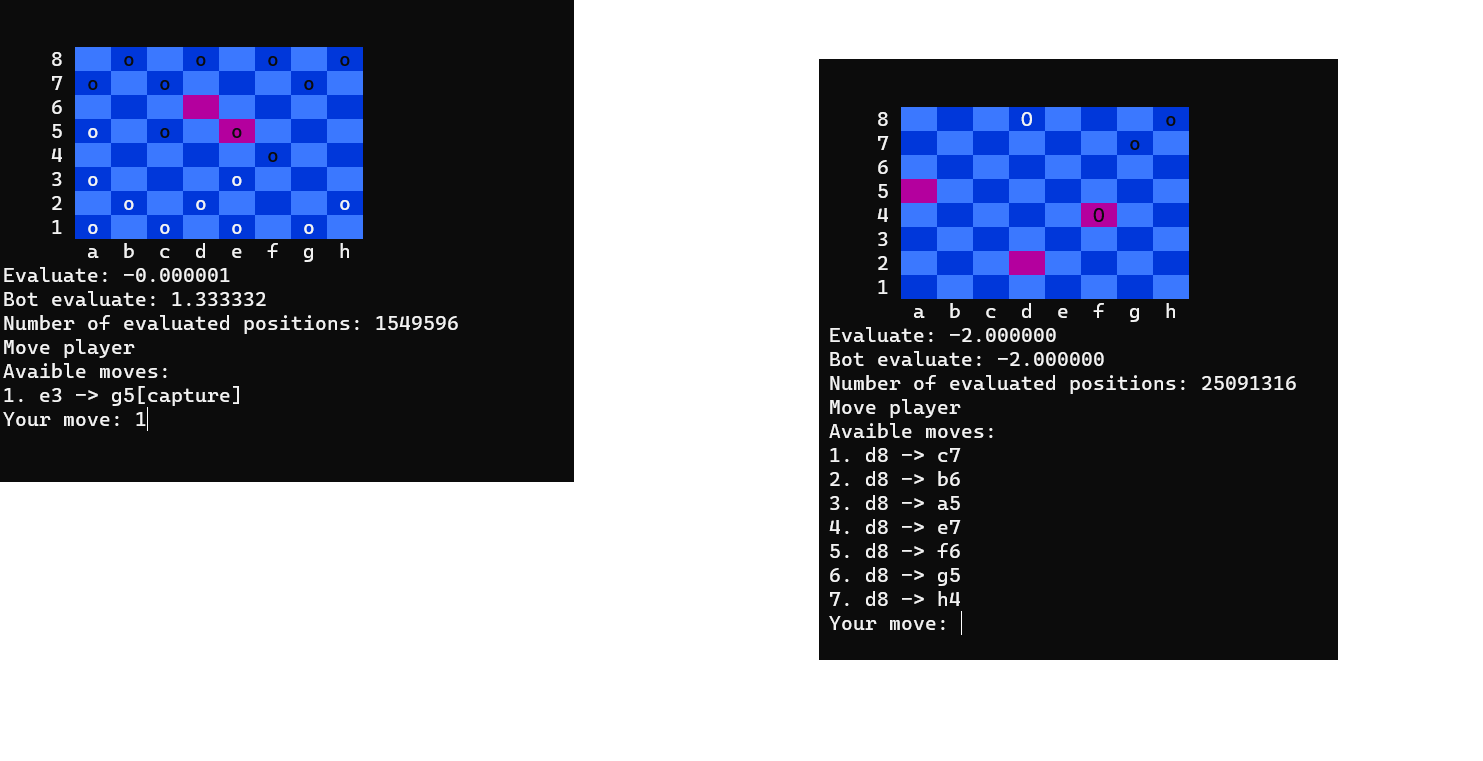 8 o o o o
7 o o o
6
5 o o o
4 o
3 o o
2 o o o
1 o o o o
a b c d e f g h
Evaluate: -0.000001
Bot evaluate: 1.333332
Number of evaluated positions: 1549596
Move player
Avaible moves:
1. e3 -> g5[capture]
Your move: 1
8 O o
7 o
6
5
4 O
3
2
1
a b c d e f g h
Evaluate: -2.000000
Bot evaluate: -2.000000
Number of evaluated positions: 25091316
Move player
Avaible moves:
1. d8 -> c7
2. d8 -> b6
3. d8 -> a5
4. d8 -> e7
5. d8 -> f6
6. d8 -> g5
7. d8 -> h4
Your move: